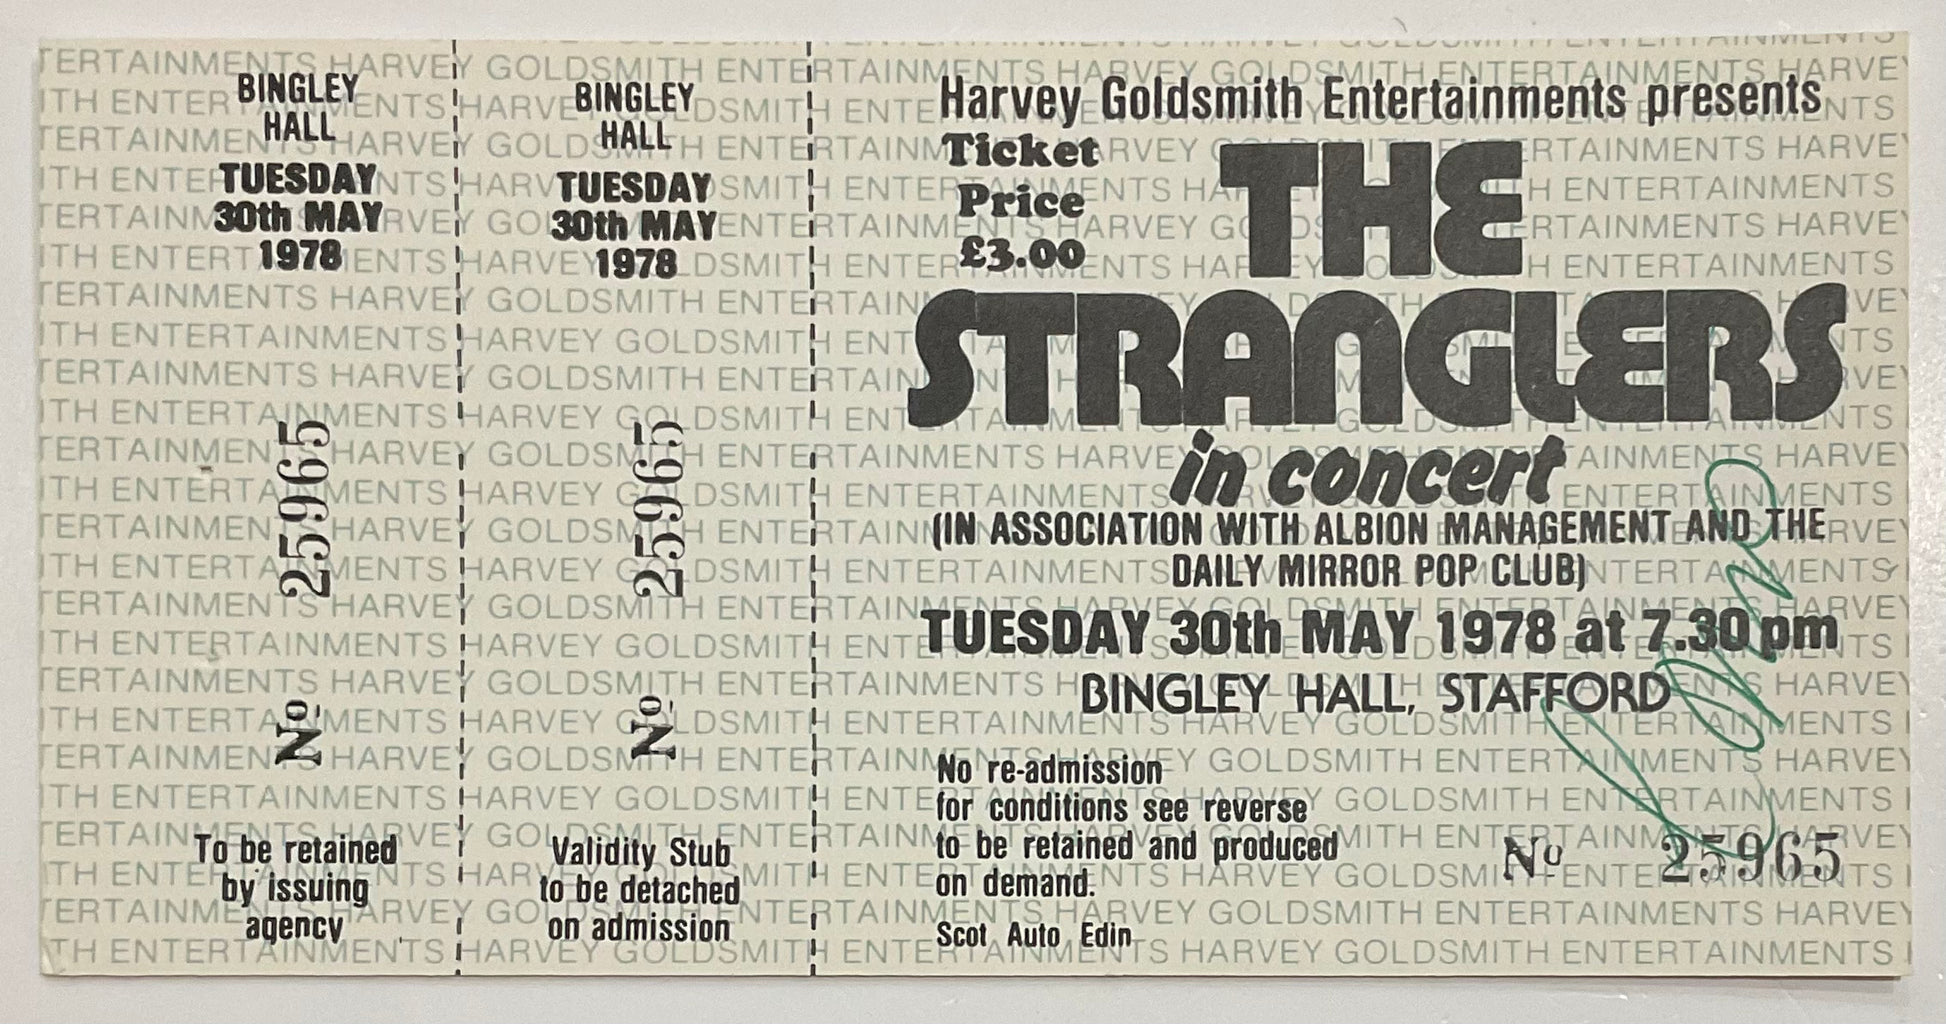 BINGLEY
HALL
TUESDAY
30th MAY
1978
No 25965
To be retained
by issuing
agency
BINGLEY
HALL
TUESDAY
30th MAY
1978
No 25965
Validity Stub
to be detached
on admission
Harvey Goldsmith Entertainments presents
Ticket
Price
£3.00
THE
STRANGLERS
in concert
(IN ASSOCIATION WITH ALBION MANAGEMENT AND THE
DAILY MIRROR POP CLUB)
TUESDAY 30th MAY 1978 at 7.30pm
BINGLEY HALL, STAFFORD
No re-admission
for conditions see reverse
to be retained and produced
on demand.
Scot Auto Edin
No 25965
HARVEY GOLDSMITH ENTERTAINMENTS